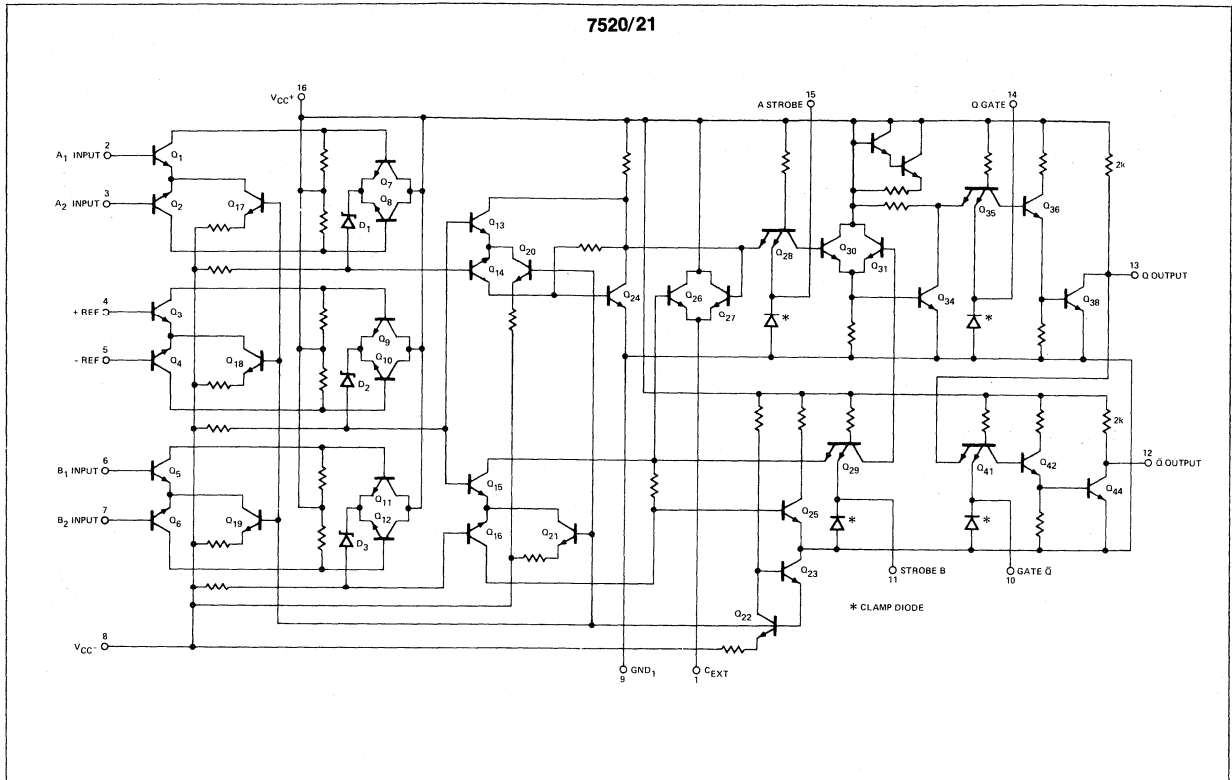 7520/21
16
VCC+
A STROBE
15
Q GATE
14
2
A1 INPUT
Q1
3
A2 INPUT
Q2
Q17
Q7
Q8
D1
Q13
Q20
Q14
Q24
Q26
Q27
Q28
*
Q30
Q31
Q34
Q35
*
Q36
Q38
2k
13
Q OUTPUT
4
+ REF
Q3
5
- REF
Q4
Q18
Q9
Q10
D2
6
B1 INPUT
Q5
7
B2 INPUT
Q6
Q19
Q11
Q12
D3
Q15
Q16
Q21
Q25
Q23
Q22
Q29
*
Q41
*
Q42
Q44
2k
12
Q̄ OUTPUT
STROBE B
11
GATE Q̄
10
* CLAMP DIODE
8
VCC-
GND1
9
CEXT
1